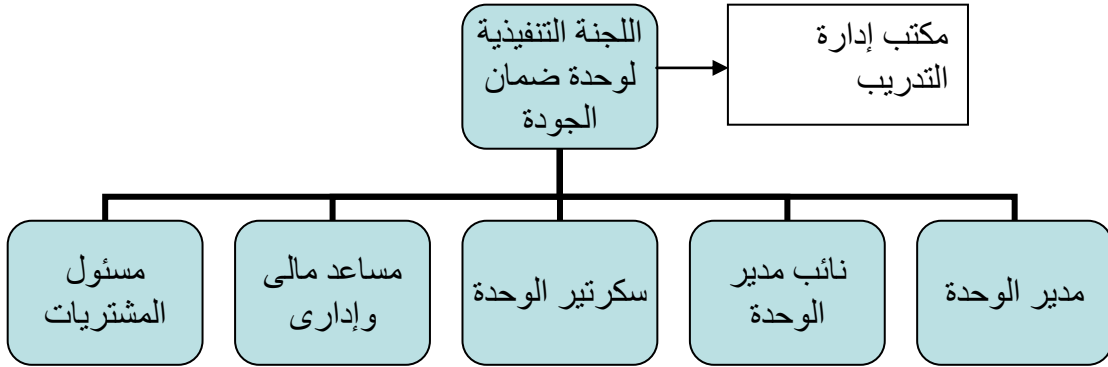 اللجنة التنفيذية
لوحدة ضمان
الجودة
مكتب إدارة
التدريب
مدير الوحدة
نائب مدير
الوحدة
سكرتير الوحدة
مساعد مالى
وإدارى
مسئول
المشتريات